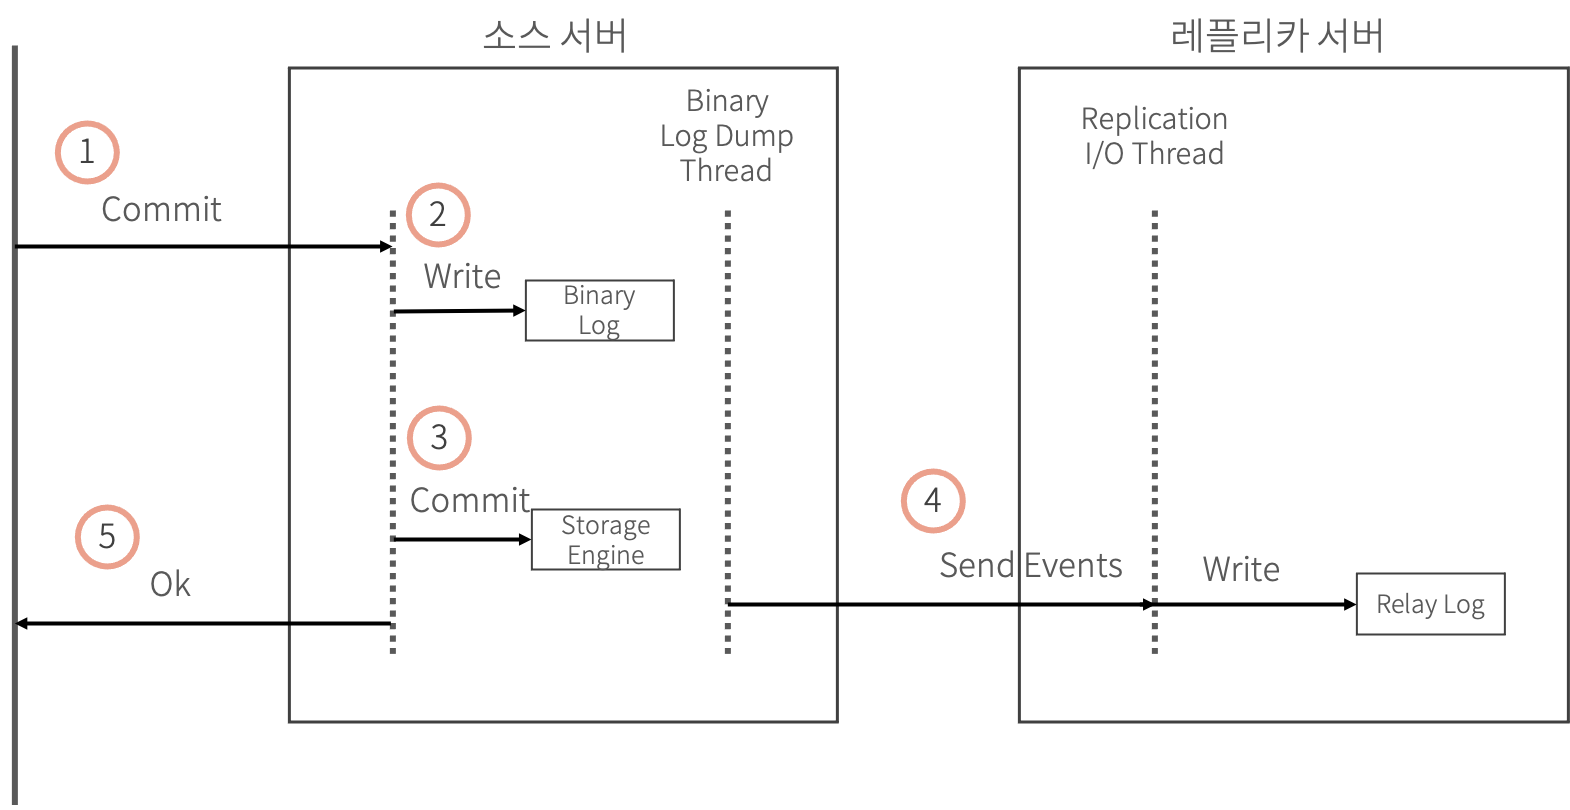 소스 서버
레플리카 서버
Binary
Log Dump
Thread
Replication
I/O Thread
1
Commit
2
Write
Binary
Log
3
Commit
Storage
Engine
4
Send Events
Write
Relay Log
5
Ok